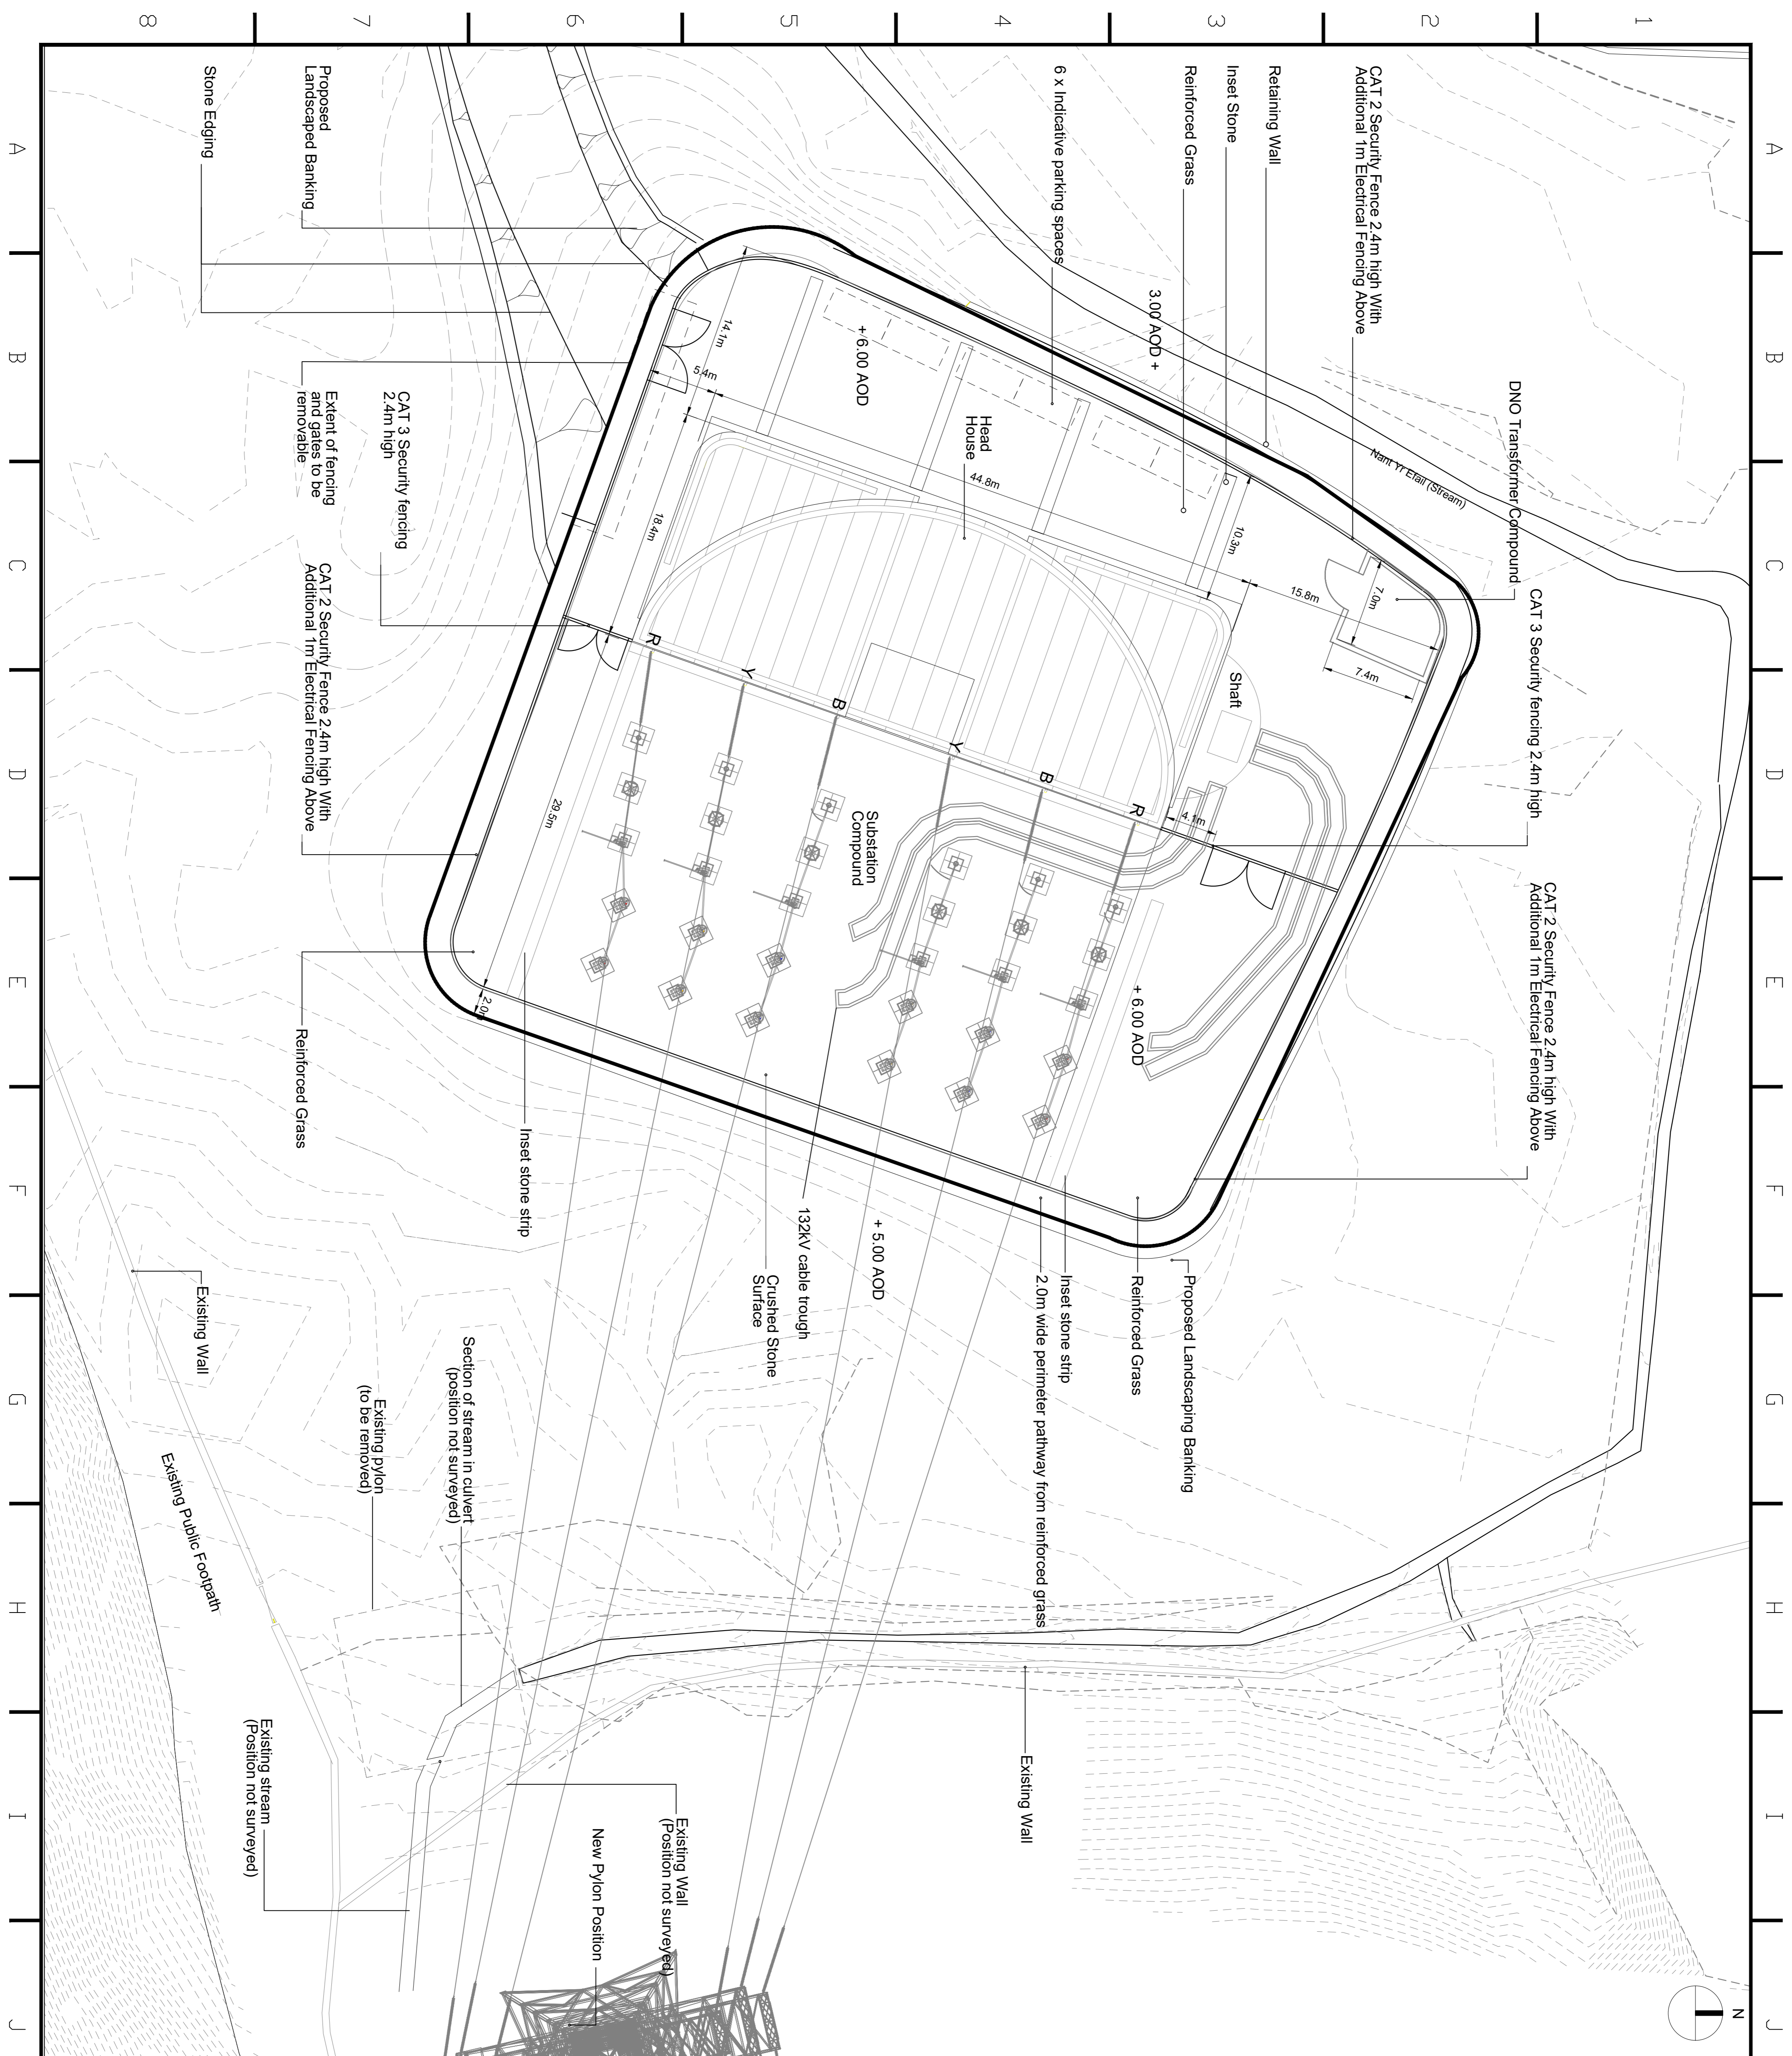 1
2
3
4
5
6
7
8
A
B
C
D
E
F
G
H
I
J
A
B
C
D
E
F
G
H
I
J
CAT 2 Security Fence 2.4m high With
Additional 1m Electrical Fencing Above
Retaining Wall
Inset Stone
Reinforced Grass
6 x Indicative parking spaces
Proposed
Landscaped Banking
Stone Edging
3.00 AOD +
DNO Transformer Compound
Nant Yr Efail (Stream)
CAT 3 Security fencing 2.4m high
CAT 2 Security Fence 2.4m high With
Additional 1m Electrical Fencing Above
+ 6.00 AOD
Head
House
14.1m
5.4m
44.8m
18.4m
10.3m
15.8m
7.0m
7.4m
Shaft
4.1m
29.5m
2.0m
R
Y
B
Y
B
R
Substation
Compound
+ 6.00 AOD
CAT 3 Security fencing
2.4m high
Extent of fencing
and gates to be
removable
CAT 2 Security Fence 2.4m high With
Additional 1m Electrical Fencing Above
Reinforced Grass
Inset stone strip
Proposed Landscaping Banking
Reinforced Grass
Inset stone strip
2.0m wide perimeter pathway from reinforced grass
+ 5.00 AOD
132kV cable trough
Crushed Stone
Surface
Existing Wall
Section of stream in culvert
(position not surveyed)
Existing pylon
(to be removed)
Existing Public Footpath
Existing stream
(Position not surveyed)
Existing Wall
Existing Wall
(Position not surveyed)
New Pylon Position
N